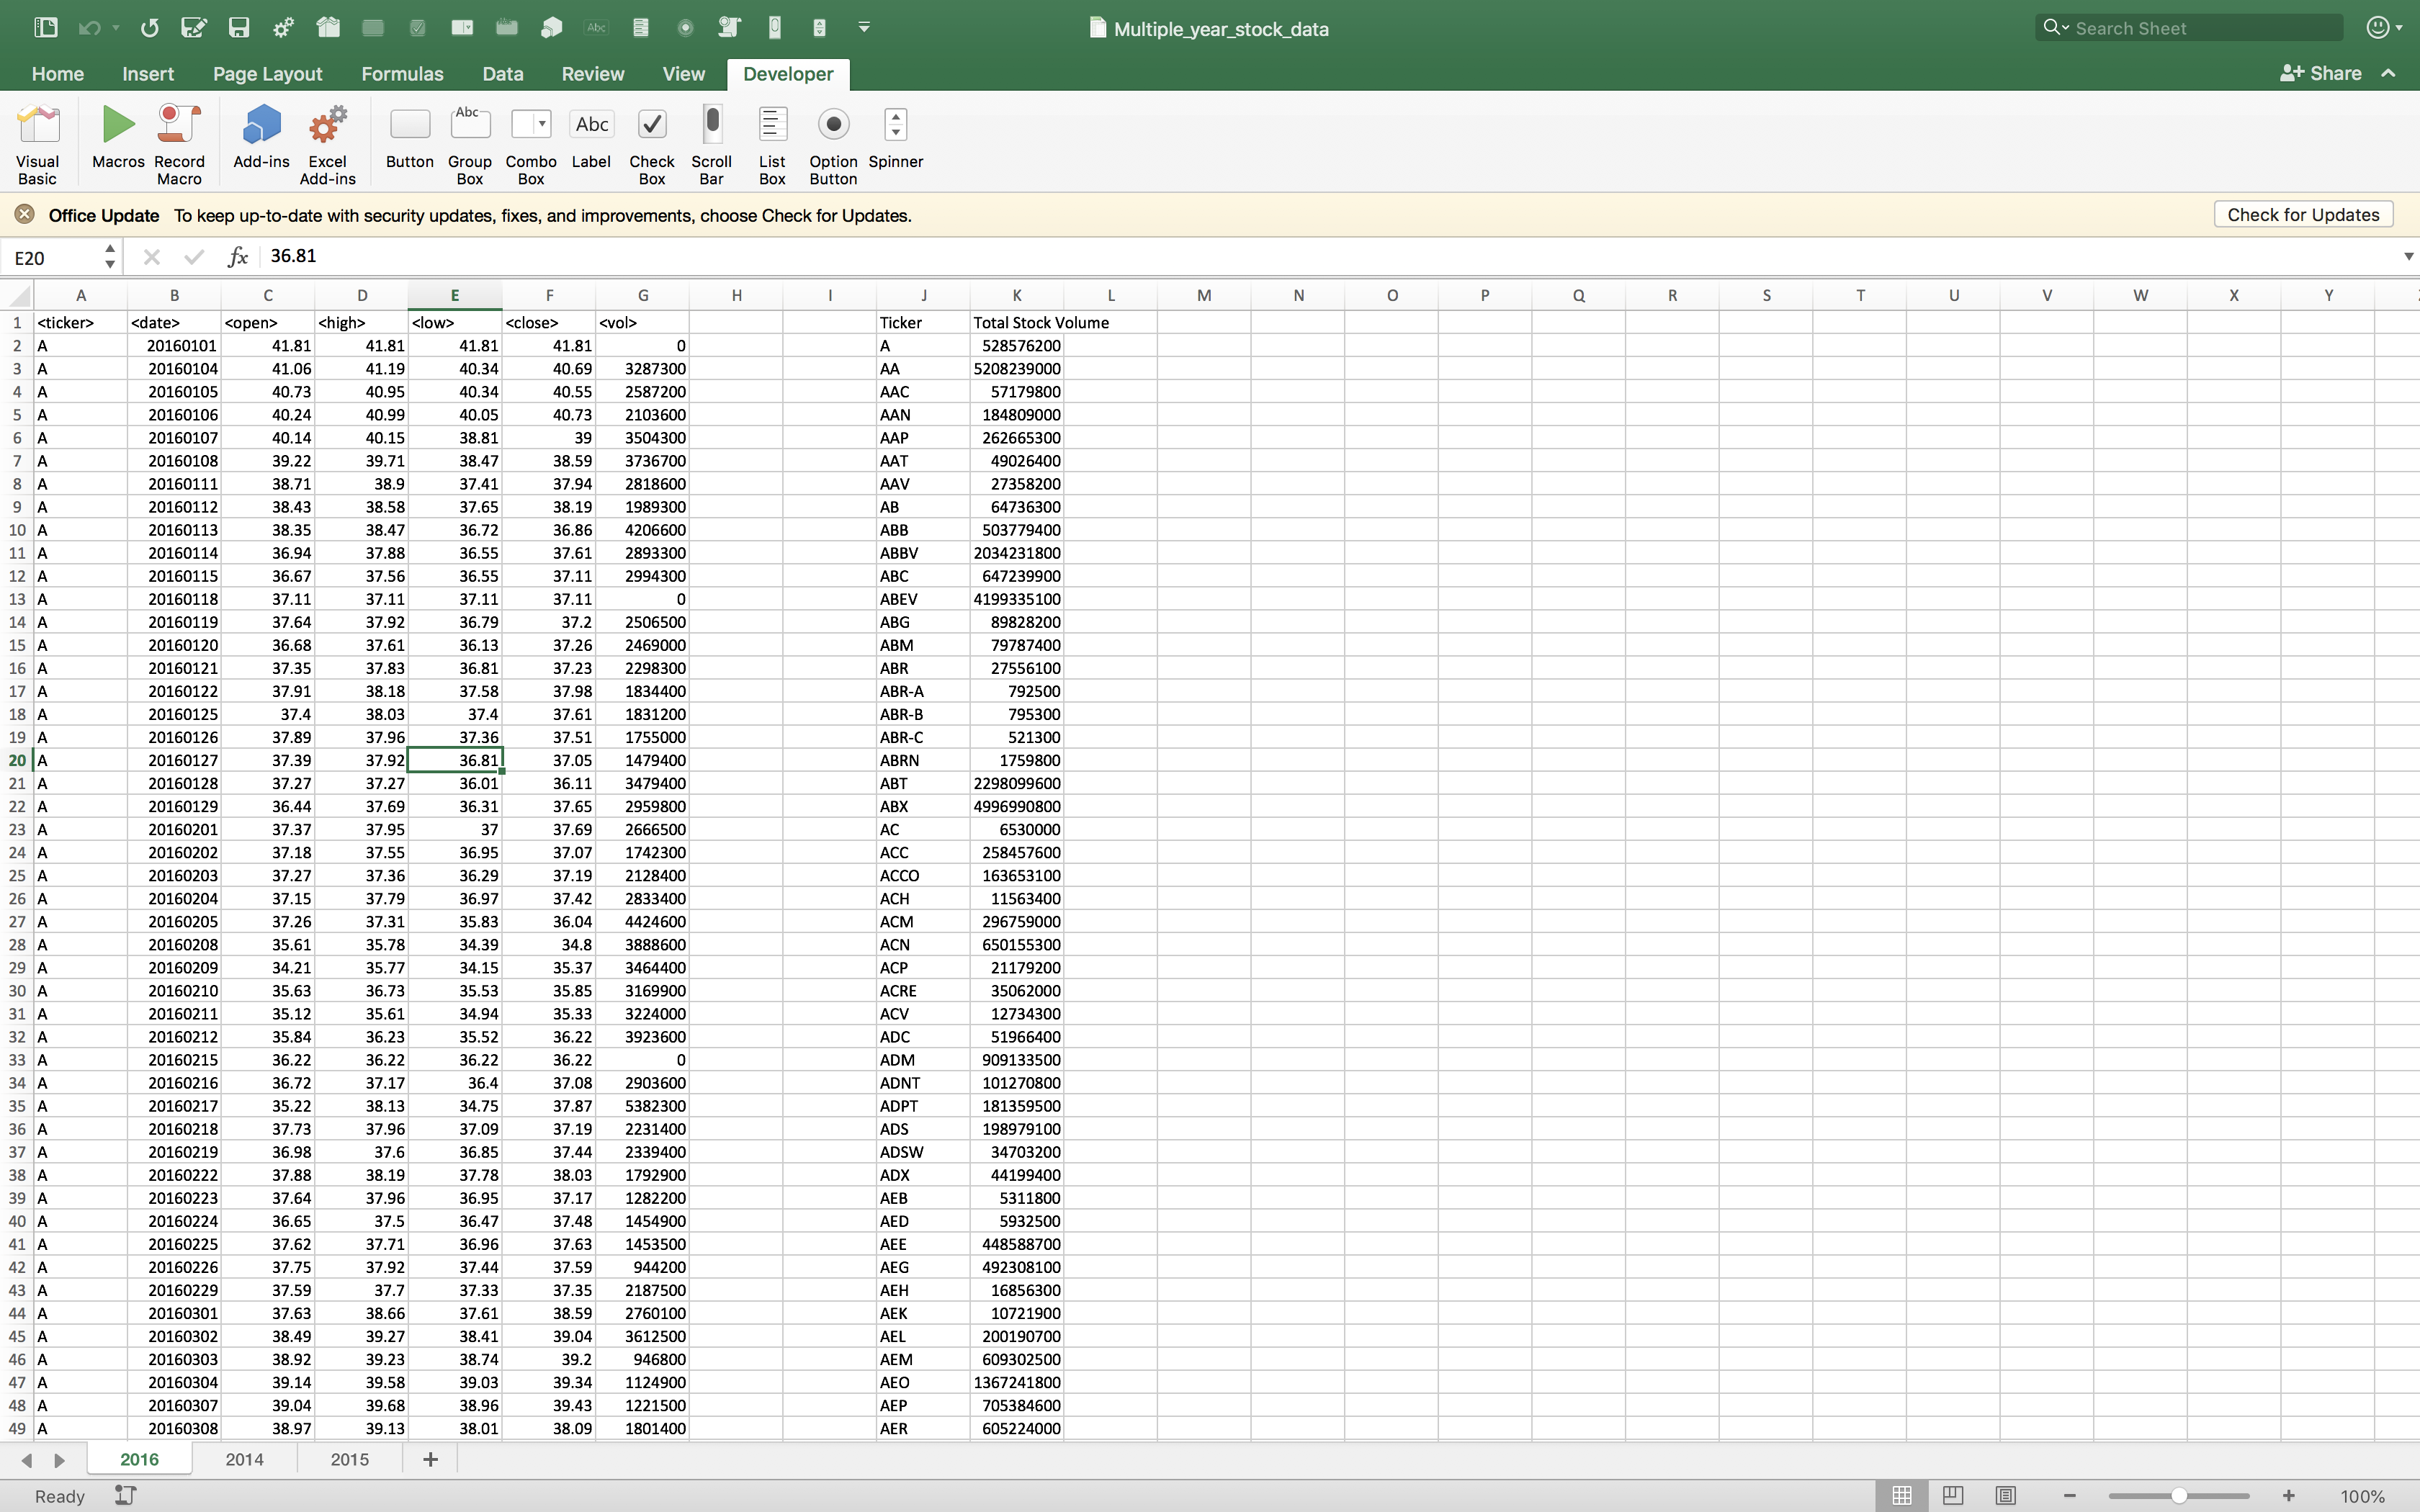 Multiple_year_stock_data
Search Sheet
Abc
Home Insert Page Layout Formulas Data Review View Developer
Share
Abc Abc
Visual Basic Macros Record Macro Add-ins Excel Add-ins Button Group Box Combo Box Label Check Box Scroll Bar List Box Option Button Spinner
Office Update To keep up-to-date with security updates, fixes, and improvements, choose Check for Updates. Check for Updates
E20 fx 36.81
A B C D E F G H I J K L M N O P Q R S T U V W X Y
1 <ticker> <date> <open> <high> <low> <close> <vol> Ticker Total Stock Volume
2 A 20160101 41.81 41.81 41.81 41.81 0 A 528576200
3 A 20160104 41.06 41.19 40.34 40.69 3287300 AA 5208239000
4 A 20160105 40.73 40.95 40.34 40.55 2587200 AAC 57179800
5 A 20160106 40.24 40.99 40.05 40.73 2103600 AAN 184809000
6 A 20160107 40.14 40.15 38.81 39 3504300 AAP 262665300
7 A 20160108 39.22 39.71 38.47 38.59 3736700 AAT 49026400
8 A 20160111 38.71 38.9 37.41 37.94 2818600 AAV 27358200
9 A 20160112 38.43 38.58 37.65 38.19 1989300 AB 64736300
10 A 20160113 38.35 38.47 36.72 36.86 4206600 ABB 503779400
11 A 20160114 36.94 37.88 36.55 37.61 2893300 ABBV 2034231800
12 A 20160115 36.67 37.56 36.55 37.11 2994300 ABC 647239900
13 A 20160118 37.11 37.11 37.11 37.11 0 ABEV 4199335100
14 A 20160119 37.64 37.92 36.79 37.2 2506500 ABG 89828200
15 A 20160120 36.68 37.61 36.13 37.26 2469000 ABM 79787400
16 A 20160121 37.35 37.83 36.81 37.23 2298300 ABR 27556100
17 A 20160122 37.91 38.18 37.58 37.98 1834400 ABR-A 792500
18 A 20160125 37.4 38.03 37.4 37.61 1831200 ABR-B 795300
19 A 20160126 37.89 37.96 37.36 37.51 1755000 ABR-C 521300
20 A 20160127 37.39 37.92 36.81 37.05 1479400 ABRN 1759800
21 A 20160128 37.27 37.27 36.01 36.11 3479400 ABT 2298099600
22 A 20160129 36.44 37.69 36.31 37.65 2959800 ABX 4996990800
23 A 20160201 37.37 37.95 37 37.69 2666500 AC 6530000
24 A 20160202 37.18 37.55 36.95 37.07 1742300 ACC 258457600
25 A 20160203 37.27 37.36 36.29 37.19 2128400 ACCO 163653100
26 A 20160204 37.15 37.79 36.97 37.42 2833400 ACH 11563400
27 A 20160205 37.26 37.31 35.83 36.04 4424600 ACM 296759000
28 A 20160208 35.61 35.78 34.39 34.8 3888600 ACN 650155300
29 A 20160209 34.21 35.77 34.15 35.37 3464400 ACP 21179200
30 A 20160210 35.63 36.73 35.53 35.85 3169900 ACRE 35062000
31 A 20160211 35.12 35.61 34.94 35.33 3224000 ACV 12734300
32 A 20160212 35.84 36.23 35.52 36.22 3923600 ADC 51966400
33 A 20160215 36.22 36.22 36.22 36.22 0 ADM 909133500
34 A 20160216 36.72 37.17 36.4 37.08 2903600 ADNT 101270800
35 A 20160217 35.22 38.13 34.75 37.87 5382300 ADPT 181359500
36 A 20160218 37.73 37.96 37.09 37.19 2231400 ADS 198979100
37 A 20160219 36.98 37.6 36.85 37.44 2339400 ADSW 34703200
38 A 20160222 37.88 38.19 37.78 38.03 1792900 ADX 44199400
39 A 20160223 37.64 37.96 36.95 37.17 1282200 AEB 5311800
40 A 20160224 36.65 37.5 36.47 37.48 1454900 AED 5932500
41 A 20160225 37.62 37.71 36.96 37.63 1453500 AEE 448588700
42 A 20160226 37.75 37.92 37.44 37.59 944200 AEG 492308100
43 A 20160229 37.59 37.7 37.33 37.35 2187500 AEH 16856300
44 A 20160301 37.63 38.66 37.61 38.59 2760100 AEK 10721900
45 A 20160302 38.49 39.27 38.41 39.04 3612500 AEL 200190700
46 A 20160303 38.92 39.23 38.74 39.2 946800 AEM 609302500
47 A 20160304 39.14 39.58 39.03 39.34 1124900 AEO 1367241800
48 A 20160307 39.04 39.68 38.96 39.43 1221500 AEP 705384600
49 A 20160308 38.97 39.13 38.01 38.09 1801400 AER 605224000
2016 2014 2015 +
Ready 100%